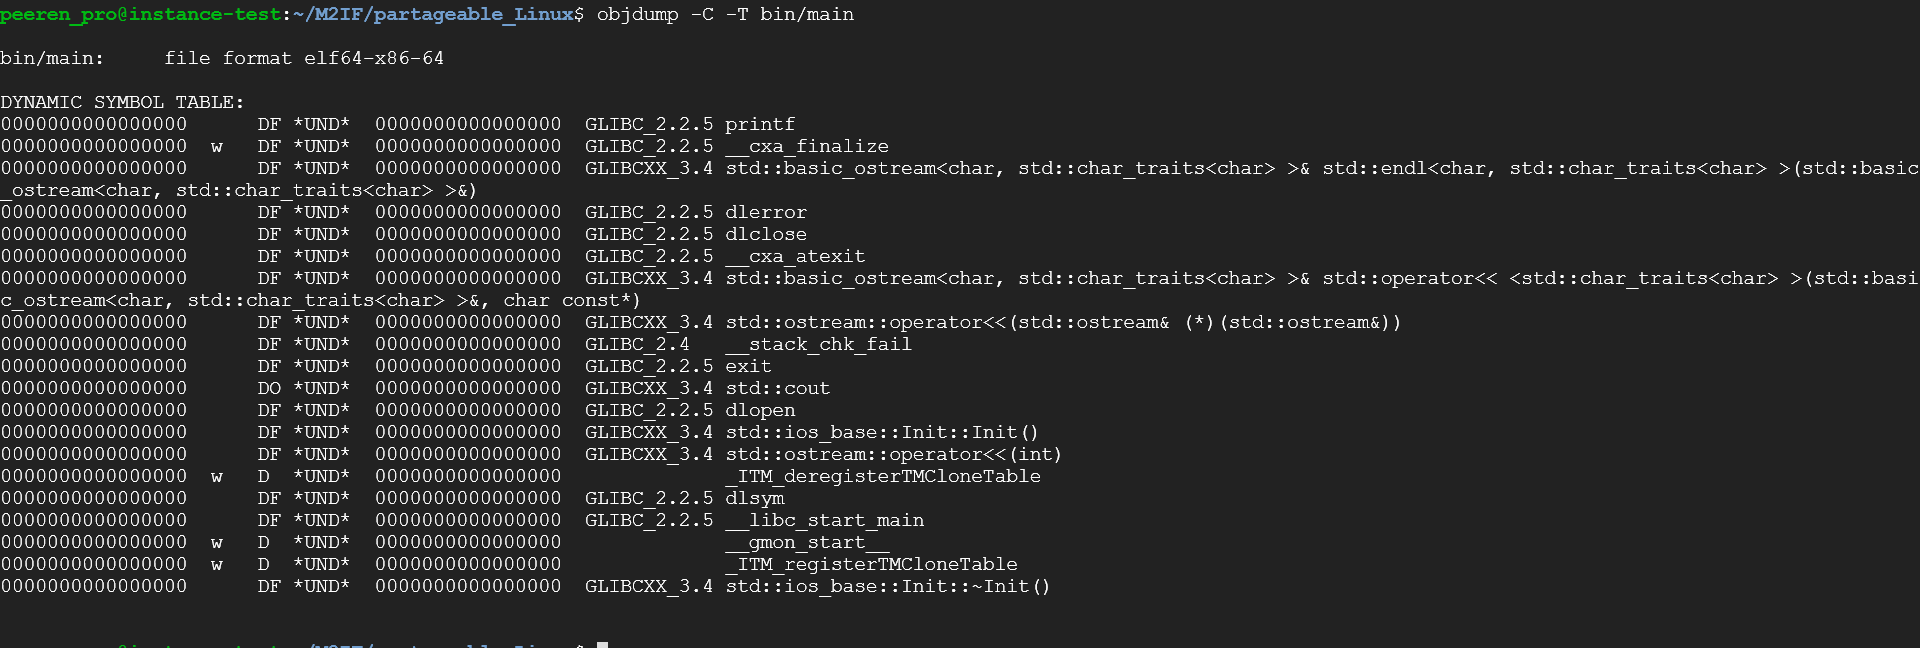 peeren_pro@instance-test:~/M2IF/partageable_Linux$ objdump -C -T bin/main
bin/main:     file format elf64-x86-64
DYNAMIC SYMBOL TABLE:
0000000000000000      DF *UND*  0000000000000000  GLIBC_2.2.5 printf
0000000000000000  w   DF *UND*  0000000000000000  GLIBC_2.2.5 __cxa_finalize
0000000000000000      DF *UND*  0000000000000000  GLIBCXX_3.4 std::basic_ostream<char, std::char_traits<char> >& std::endl<char, std::char_traits<char> >(std::basic
_ostream<char, std::char_traits<char> >&)
0000000000000000      DF *UND*  0000000000000000  GLIBC_2.2.5 dlerror
0000000000000000      DF *UND*  0000000000000000  GLIBC_2.2.5 dlclose
0000000000000000      DF *UND*  0000000000000000  GLIBC_2.2.5 __cxa_atexit
0000000000000000      DF *UND*  0000000000000000  GLIBCXX_3.4 std::basic_ostream<char, std::char_traits<char> >& std::operator<< <std::char_traits<char> >(std::basi
c_ostream<char, std::char_traits<char> >&, char const*)
0000000000000000      DF *UND*  0000000000000000  GLIBCXX_3.4 std::ostream::operator<<(std::ostream& (*)(std::ostream&))
0000000000000000      DF *UND*  0000000000000000  GLIBC_2.4   __stack_chk_fail
0000000000000000      DF *UND*  0000000000000000  GLIBC_2.2.5 exit
0000000000000000      DO *UND*  0000000000000000  GLIBCXX_3.4 std::cout
0000000000000000      DF *UND*  0000000000000000  GLIBC_2.2.5 dlopen
0000000000000000      DF *UND*  0000000000000000  GLIBCXX_3.4 std::ios_base::Init::Init()
0000000000000000      DF *UND*  0000000000000000  GLIBCXX_3.4 std::ostream::operator<<(int)
0000000000000000  w   D  *UND*  0000000000000000              _ITM_deregisterTMCloneTable
0000000000000000      DF *UND*  0000000000000000  GLIBC_2.2.5 dlsym
0000000000000000      DF *UND*  0000000000000000  GLIBC_2.2.5 __libc_start_main
0000000000000000  w   D  *UND*  0000000000000000              __gmon_start__
0000000000000000  w   D  *UND*  0000000000000000              _ITM_registerTMCloneTable
0000000000000000      DF *UND*  0000000000000000  GLIBCXX_3.4 std::ios_base::Init::~Init()